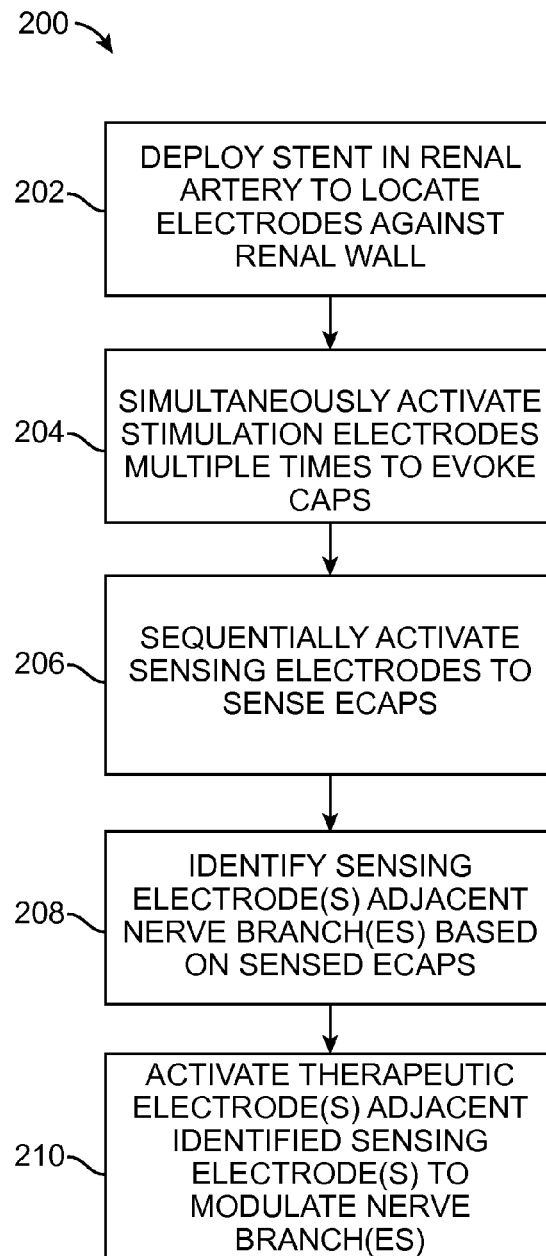 200
202
DEPLOY STENT IN RENAL
ARTERY TO LOCATE
ELECTRODES AGAINST
RENAL WALL
204
SIMULTANEOUSLY ACTIVATE
STIMULATION ELECTRODES
MULTIPLE TIMES TO EVOKE
CAPS
206
SEQUENTIALLY ACTIVATE
SENSING ELECTRODES TO
SENSE ECAPS
208
IDENTIFY SENSING
ELECTRODE(S) ADJACENT
NERVE BRANCH(ES) BASED
ON SENSED ECAPS
210
ACTIVATE THERAPEUTIC
ELECTRODE(S) ADJACENT
IDENTIFIED SENSING
ELECTRODE(S) TO
MODULATE NERVE
BRANCH(ES)